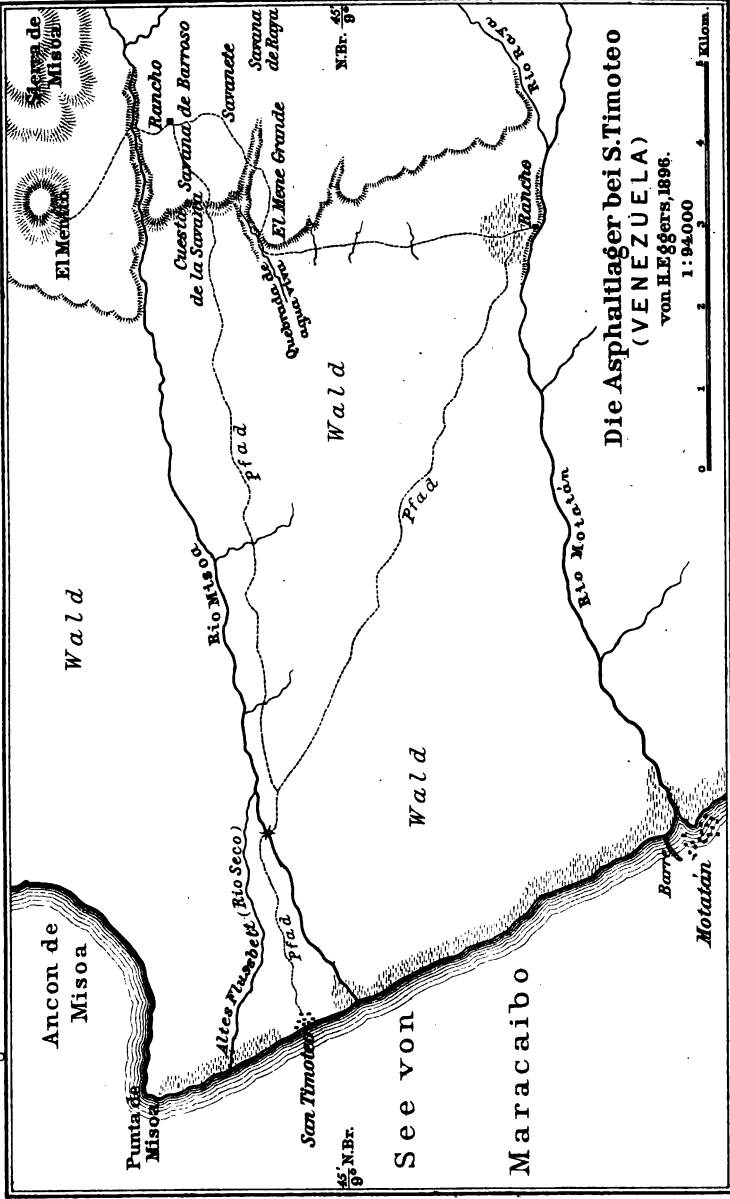 Ancon de
Misoa
Punta de
Misoa
Wald
El Menito
Sierra de
Misoa
Rancho
Cuesta
de la Savana
Savana de Barroso
Savanete
Savana
de Raya
Altes Flussbett (Rio Seco)
Rio Misoa
Pfad
Pfad
Quebrada de
agua viva
El Mene Grande
N.Br. 45'
9°
San Timoteo
45' N.Br.
9°
Wald
Pfad
Wald
Rancho
Rio Raya
See von
Maracaibo
Barre
Motatán
Rio Motatán
Die Asphaltlager bei S.Timoteo
(VENEZUELA)
von H.Eggers,1896.
1:94000
0 1 2 3 4 5 Kilom.